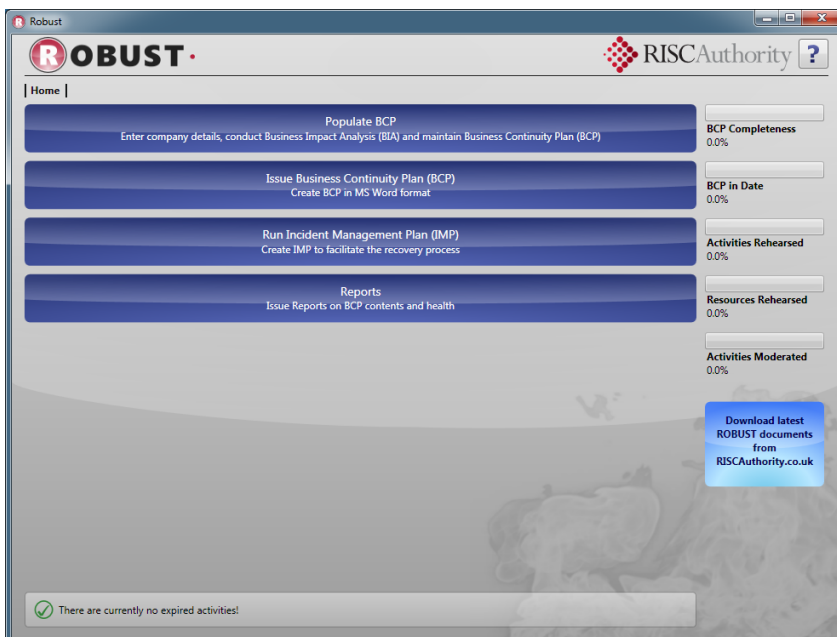 Robust
ROBUST
RISCAuthority ?
Home
Populate BCP
Enter company details, conduct Business Impact Analysis (BIA) and maintain Business Continuity Plan (BCP)
Issue Business Continuity Plan (BCP)
Create BCP in MS Word format
Run Incident Management Plan (IMP)
Create IMP to facilitate the recovery process
Reports
Issue Reports on BCP contents and health
BCP Completeness
0.0%
BCP in Date
0.0%
Activities Rehearsed
0.0%
Resources Rehearsed
0.0%
Activities Moderated
0.0%
Download latest
ROBUST documents
from
RISCAuthority.co.uk
There are currently no expired activities!